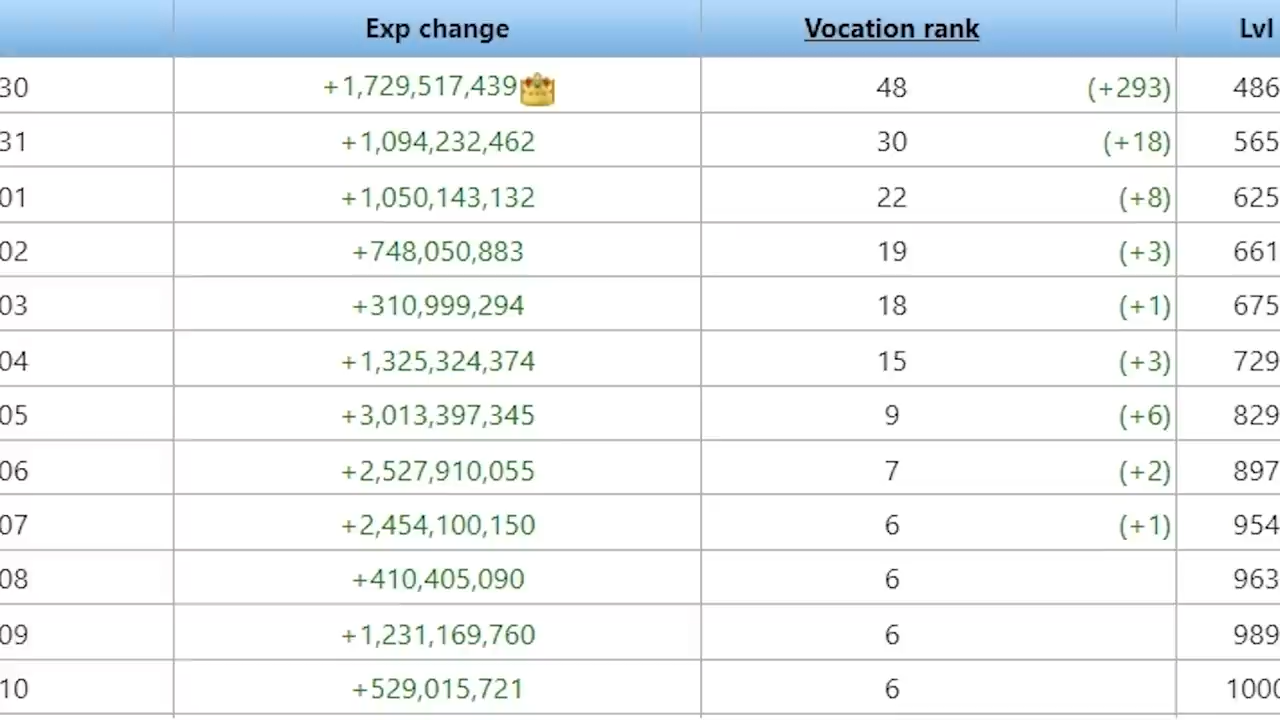 Exp change Vocation rank Lvl
30 +1,729,517,439 48 (+293) 486
31 +1,094,232,462 30 (+18) 565
01 +1,050,143,132 22 (+8) 625
02 +748,050,883 19 (+3) 661
03 +310,999,294 18 (+1) 675
04 +1,325,324,374 15 (+3) 729
05 +3,013,397,345 9 (+6) 829
06 +2,527,910,055 7 (+2) 897
07 +2,454,100,150 6 (+1) 954
08 +410,405,090 6 963
09 +1,231,169,760 6 989
10 +529,015,721 6 1000